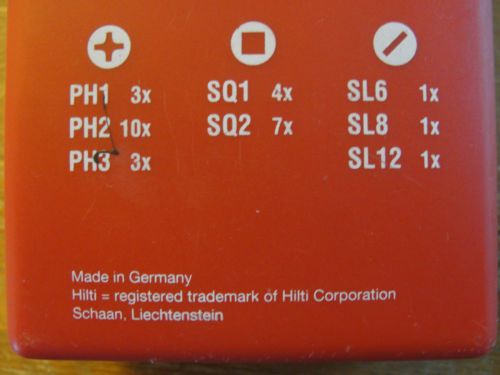 PH1 3x SQ1 4x SL6 1x
PH2 10x SQ2 7x SL8 1x
PH3 3x SL12 1x
Made in Germany
Hilti = registered trademark of Hilti Corporation
Schaan, Liechtenstein